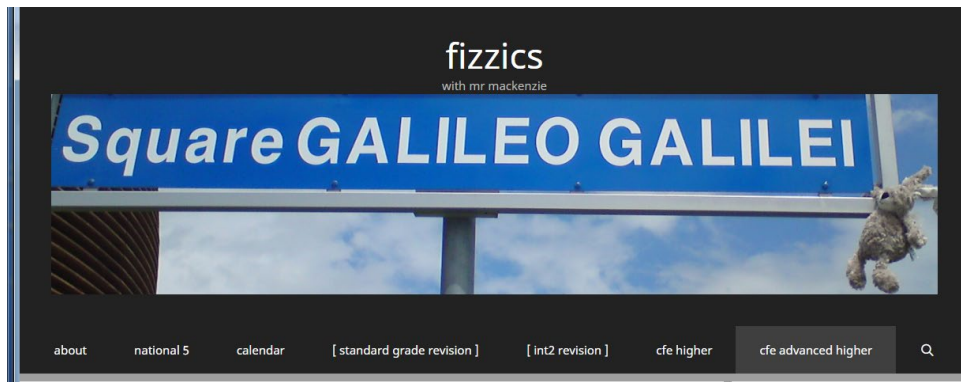 fizzics
with mr mackenzie
Square GALILEO GALILEI
about national 5 calendar [ standard grade revision ] [ int2 revision ] cfe higher cfe advanced higher